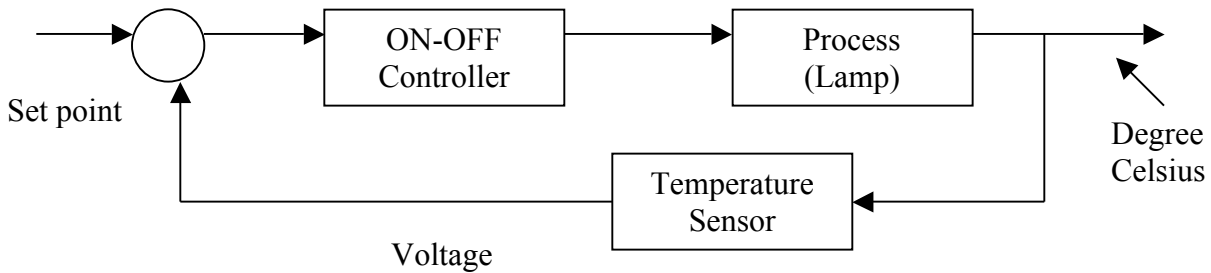 ON-OFF
Controller
Process
(Lamp)
Set point
Degree
Celsius
Temperature
Sensor
Voltage